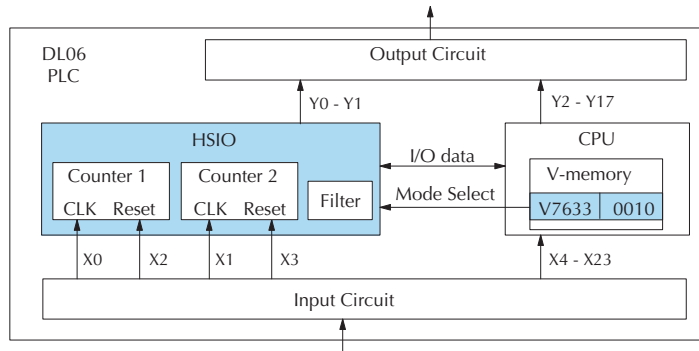 DL06
PLC
Output Circuit
Y0 - Y1
Y2 - Y17
HSIO
CPU
Counter 1
CLK Reset
Counter 2
CLK Reset
Filter
I/O data
Mode Select
V-memory
V7633 0010
X0
X2
X1
X3
X4 - X23
Input Circuit